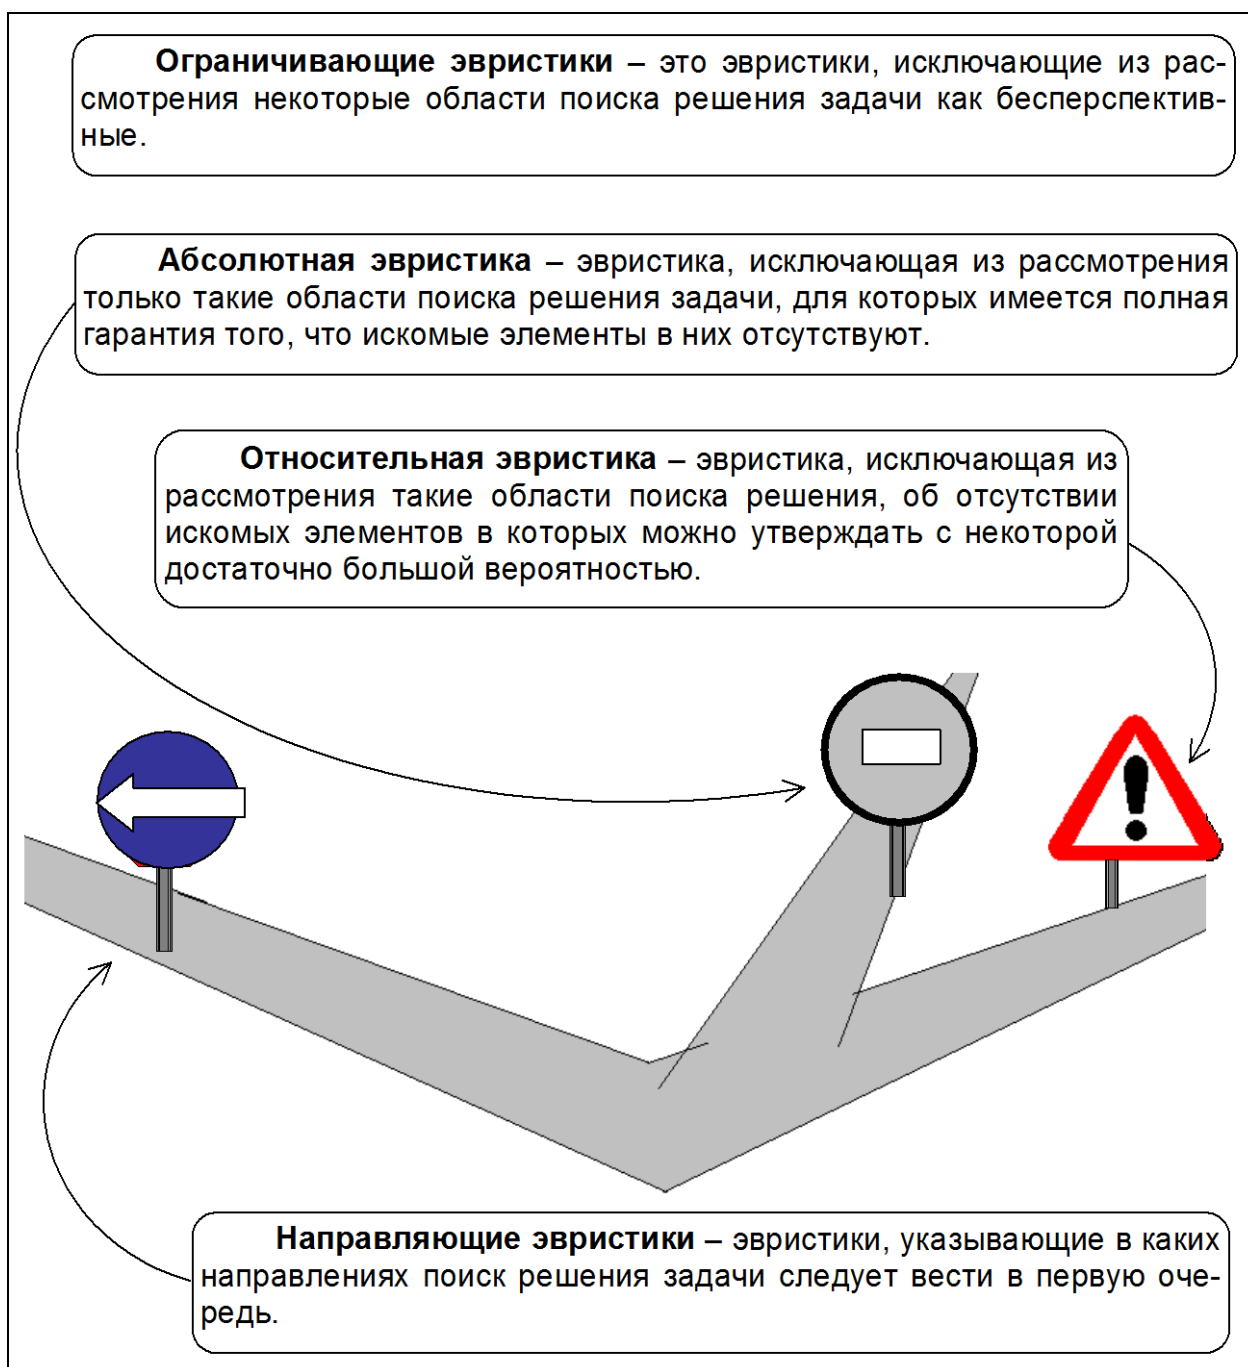 Ограничивающие эвристики – это эвристики, исключающие из рас-
смотрения некоторые области поиска решения задачи как бесперспектив-
ные.
Абсолютная эвристика – эвристика, исключающая из рассмотрения
только такие области поиска решения задачи, для которых имеется полная
гарантия того, что искомые элементы в них отсутствуют.
Относительная эвристика – эвристика, исключающая из
рассмотрения такие области поиска решения, об отсутствии
искомых элементов в которых можно утверждать с некоторой
достаточно большой вероятностью.
Направляющие эвристики – эвристики, указывающие в каких
направлениях поиск решения задачи следует вести в первую оче-
редь.